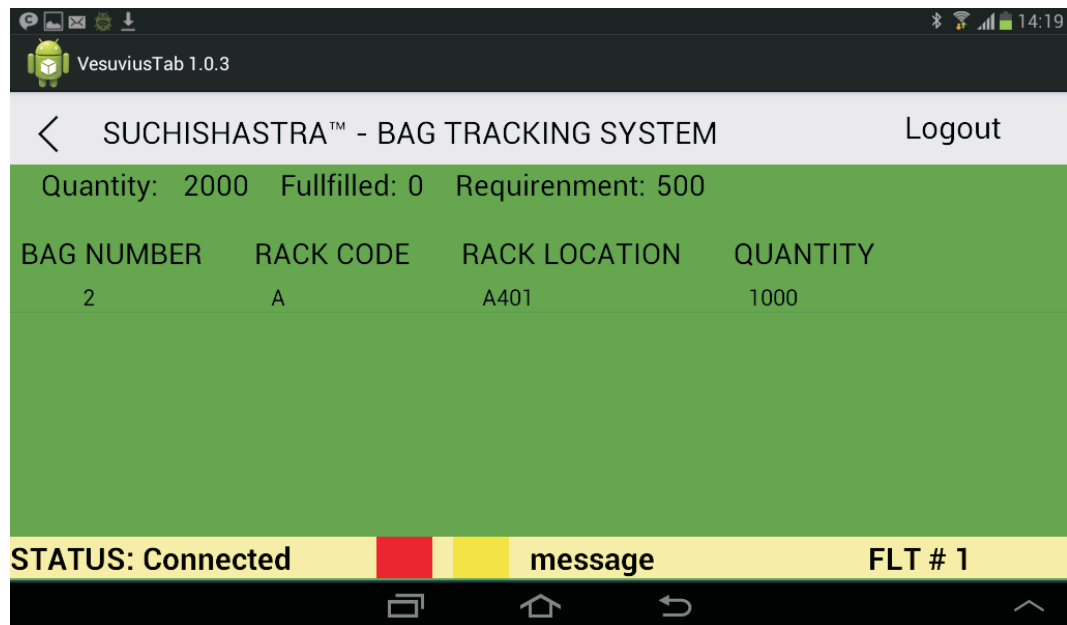 14:19
VesuviusTab 1.0.3
SUCHISHASTRA™ - BAG TRACKING SYSTEM Logout
Quantity: 2000 Fullfilled: 0 Requirenment: 500
BAG NUMBER RACK CODE RACK LOCATION QUANTITY
2 A A401 1000
STATUS: Connected message FLT # 1